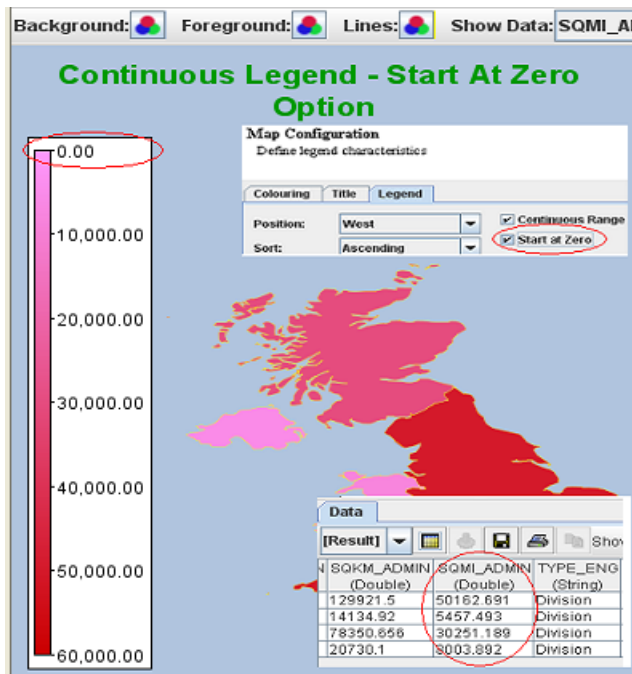 Background: Foreground: Lines: Show Data: SQMI_A
Continuous Legend - Start At Zero
Option
0.00
10,000.00
20,000.00
30,000.00
40,000.00
50,000.00
60,000.00
Map Configuration
Define legend characteristics
Colouring Title Legend
Position: West Continuous Range
Sort: Ascending Start at Zero
Data
[Result] Show
SQKM_ADMIN SQMI_ADMIN TYPE_ENG
(Double) (Double) (String)
129921.5 50162.691 Division
14134.92 5457.493 Division
78350.656 30251.189 Division
20730.1 8003.892 Division